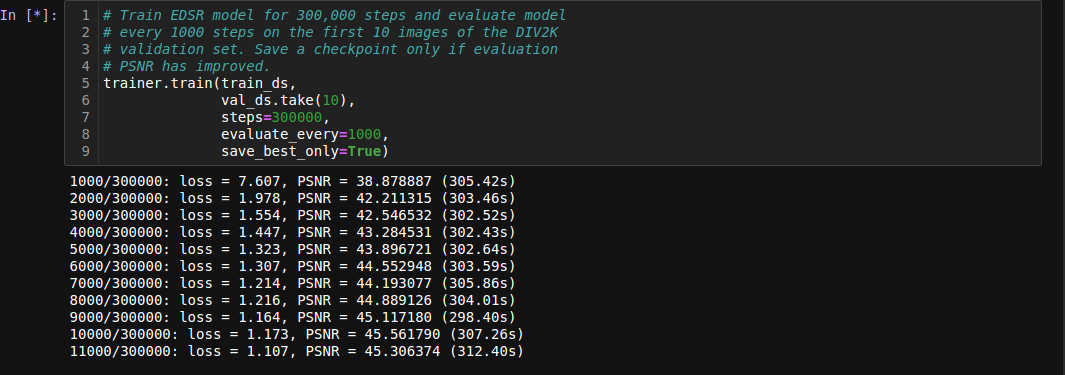 In [*]:
1 # Train EDSR model for 300,000 steps and evaluate model
2 # every 1000 steps on the first 10 images of the DIV2K
3 # validation set. Save a checkpoint only if evaluation
4 # PSNR has improved.
5 trainer.train(train_ds,
6 val_ds.take(10),
7 steps=300000,
8 evaluate_every=1000,
9 save_best_only=True)
1000/300000: loss = 7.607, PSNR = 38.878887 (305.42s)
2000/300000: loss = 1.978, PSNR = 42.211315 (303.46s)
3000/300000: loss = 1.554, PSNR = 42.546532 (302.52s)
4000/300000: loss = 1.447, PSNR = 43.284531 (302.43s)
5000/300000: loss = 1.323, PSNR = 43.896721 (302.64s)
6000/300000: loss = 1.307, PSNR = 44.552948 (303.59s)
7000/300000: loss = 1.214, PSNR = 44.193077 (305.86s)
8000/300000: loss = 1.216, PSNR = 44.889126 (304.01s)
9000/300000: loss = 1.164, PSNR = 45.117180 (298.40s)
10000/300000: loss = 1.173, PSNR = 45.561790 (307.26s)
11000/300000: loss = 1.107, PSNR = 45.306374 (312.40s)